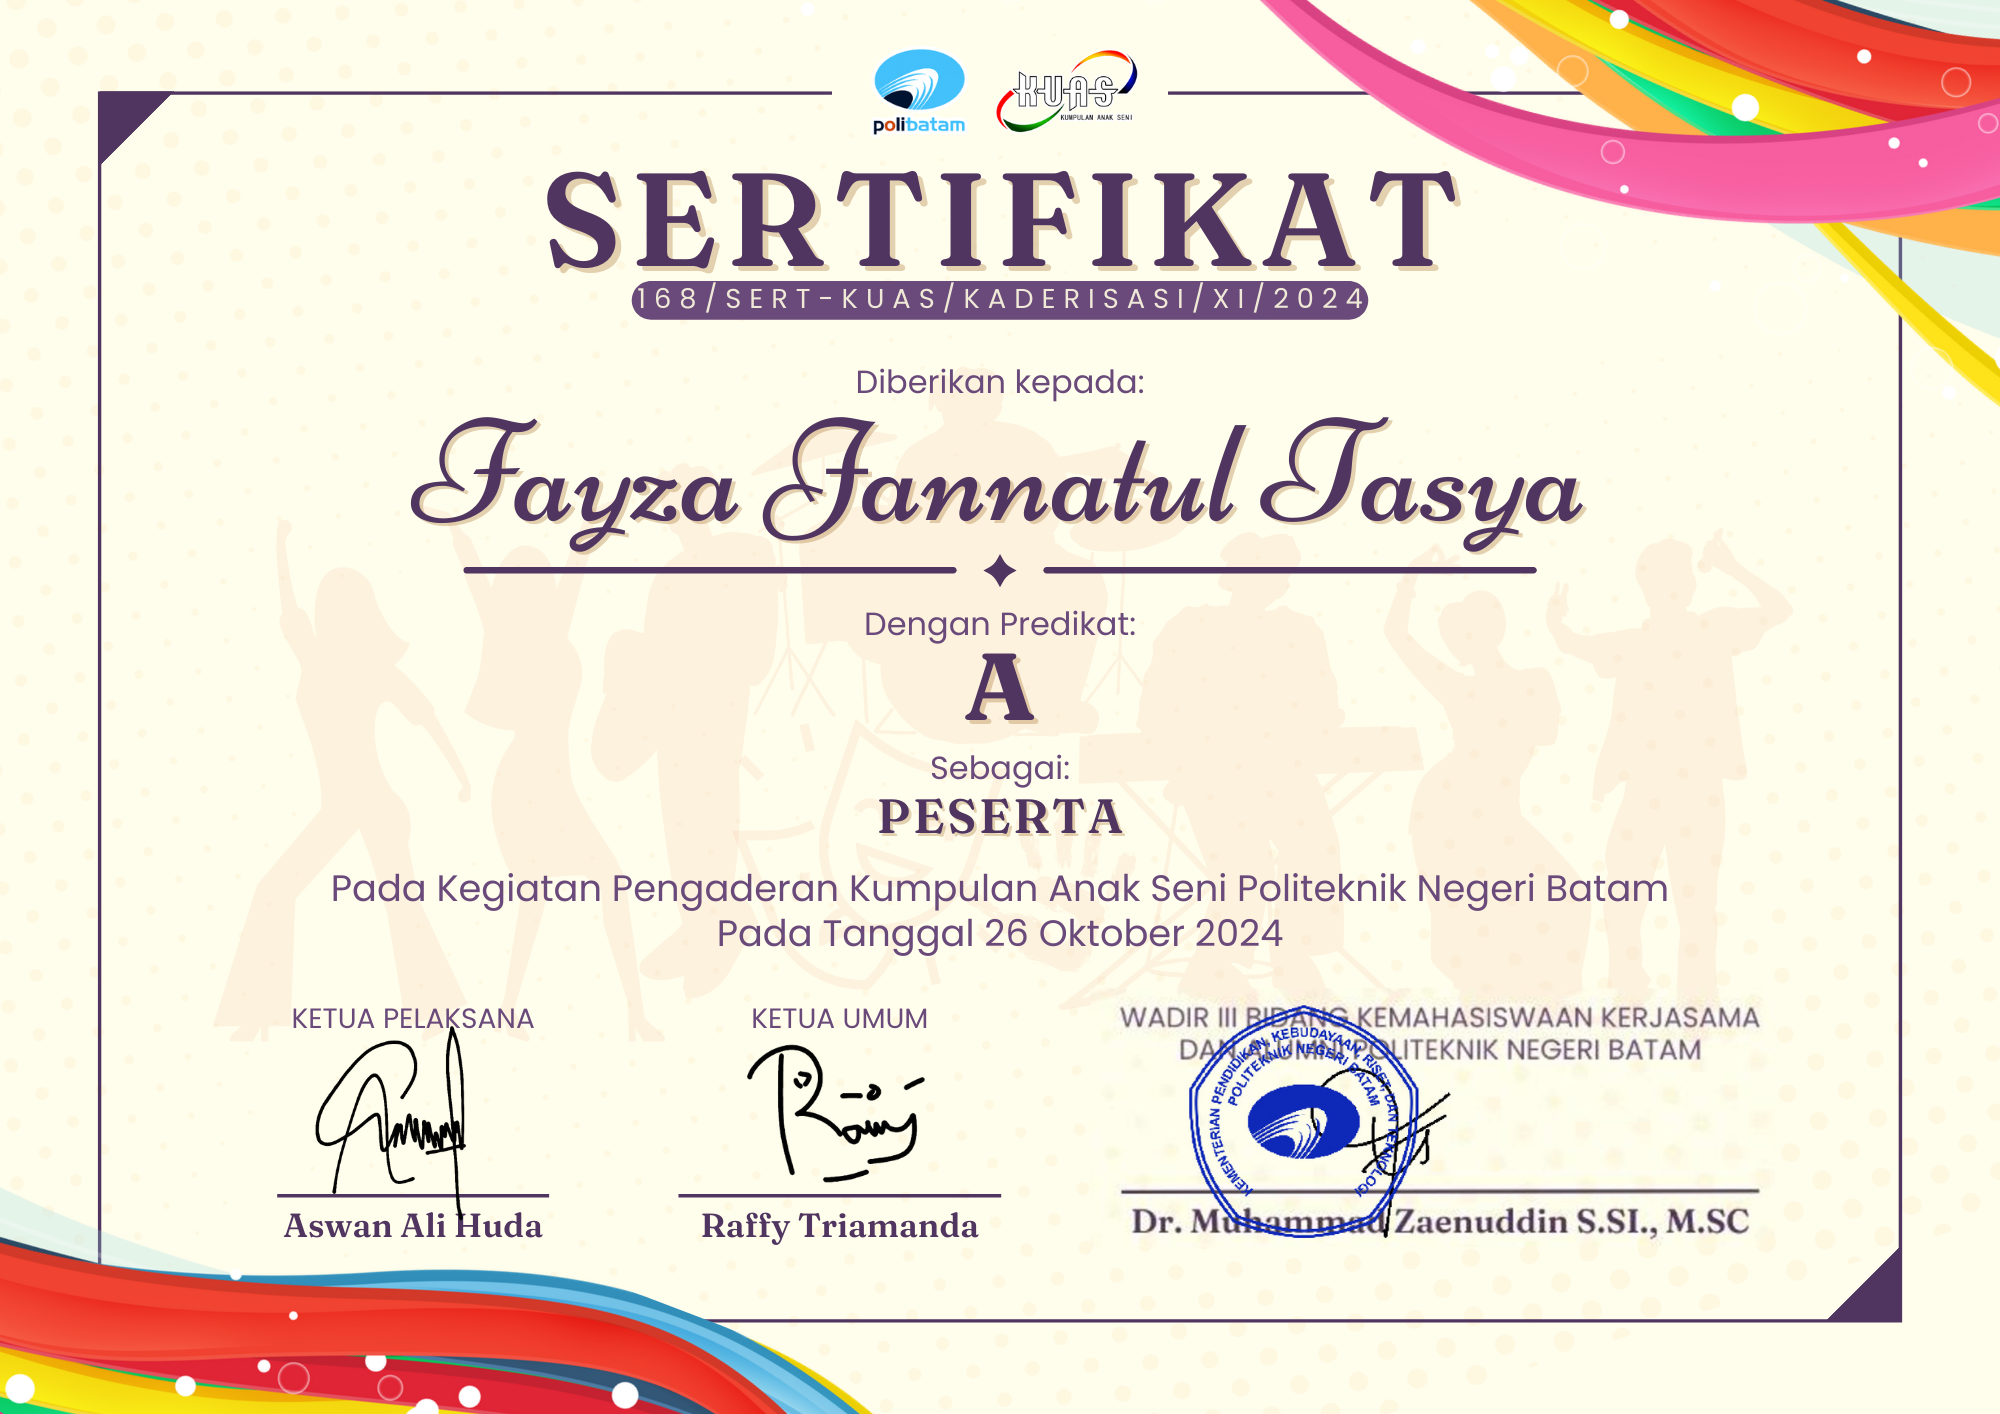 polibatam
KUAS
KUMPULAN ANAK SENI
SERTIFIKAT
168/SERT-KUAS/KADERISASI/XI/2024
Diberikan kepada:
Fayza Jannatul Tasya
Dengan Predikat:
A
Sebagai:
PESERTA
Pada Kegiatan Pengaderan Kumpulan Anak Seni Politeknik Negeri Batam
Pada Tanggal 26 Oktober 2024
KETUA PELAKSANA
Aswan Ali Huda
KETUA UMUM
Raffy Triamanda
WADIR III BIDANG KEMAHASISWAAN KERJASAMA
DAN ALUMNI POLITEKNIK NEGERI BATAM
KEMENTERIAN PENDIDIKAN, KEBUDAYAAN, RISET, DAN TEKNOLOGI
POLITEKNIK NEGERI BATAM
Dr. Muhammad Zaenuddin S.SI., M.SC